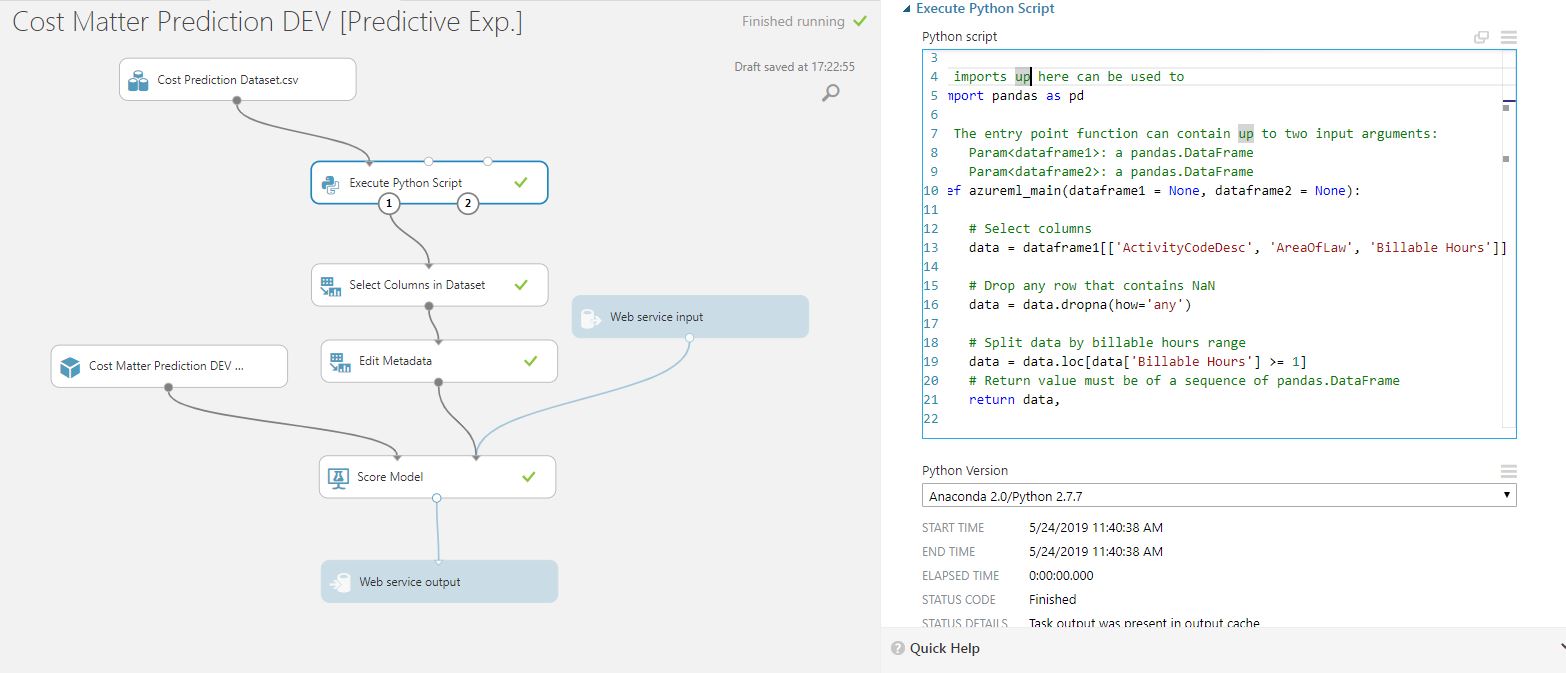 Cost Matter Prediction DEV [Predictive Exp.]
Finished running
Draft saved at 17:22:55
Cost Prediction Dataset.csv
Execute Python Script
1
2
Select Columns in Dataset
Web service input
Edit Metadata
Cost Matter Prediction DEV ...
Score Model
Web service output
Execute Python Script
Python script
3
4 imports up here can be used to
5 mport pandas as pd
6
7 The entry point function can contain up to two input arguments:
8 Param<dataframe1>: a pandas.DataFrame
9 Param<dataframe2>: a pandas.DataFrame
10 ef azureml_main(dataframe1 = None, dataframe2 = None):
11
12 # Select columns
13 data = dataframe1[['ActivityCodeDesc', 'AreaOfLaw', 'Billable Hours']]
14
15 # Drop any row that contains NaN
16 data = data.dropna(how='any')
17
18 # Split data by billable hours range
19 data = data.loc[data['Billable Hours'] >= 1]
20 # Return value must be of a sequence of pandas.DataFrame
21 return data,
22
Python Version
Anaconda 2.0/Python 2.7.7
START TIME 5/24/2019 11:40:38 AM
END TIME 5/24/2019 11:40:38 AM
ELAPSED TIME 0:00:00.000
STATUS CODE Finished
STATUS DETAILS Task output was present in output cache
? Quick Help